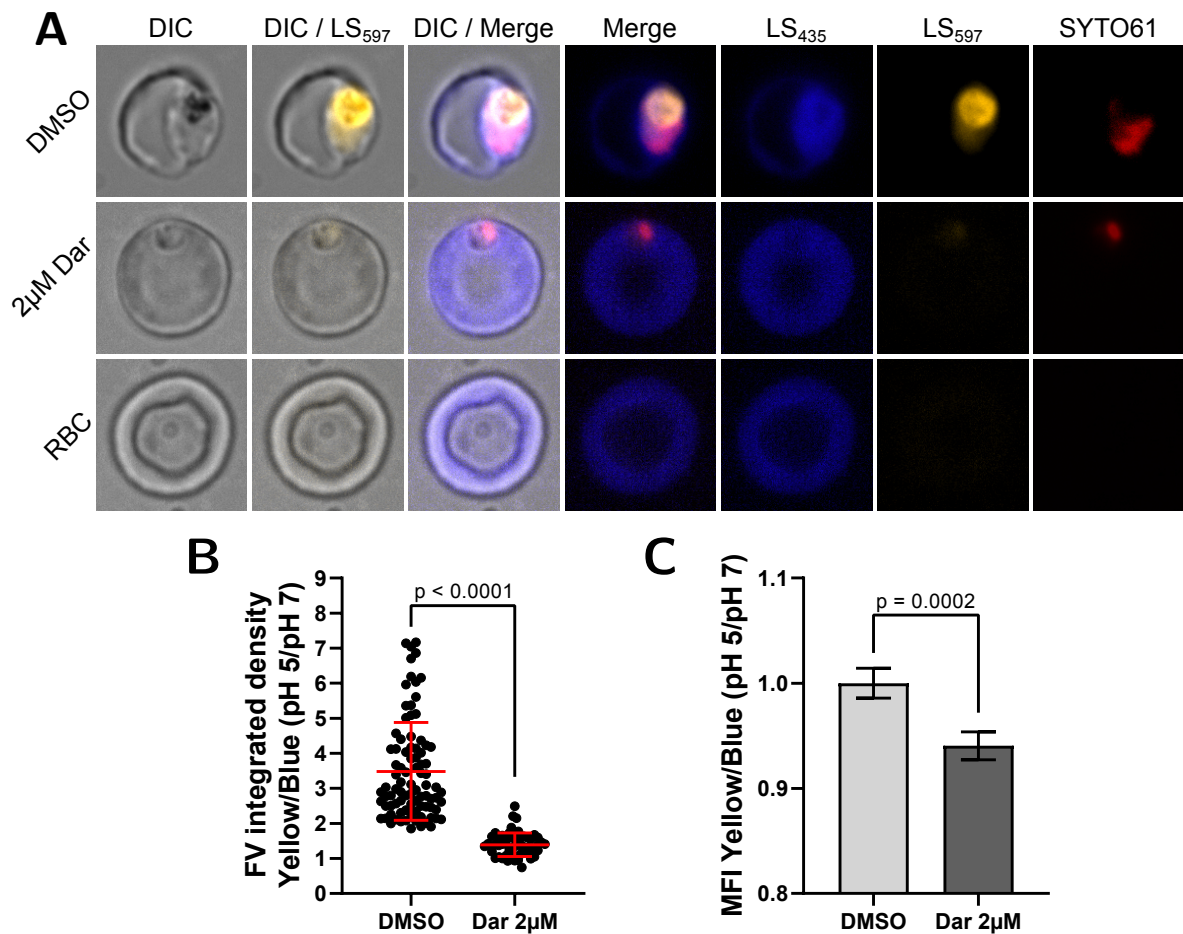 A
DIC
DIC / LS597
DIC / Merge
Merge
LS435
LS597
SYTO61
DMSO
2µM Dar
RBC
B
FV integrated density
Yellow/Blue (pH 5/pH 7)
9
8
7
6
5
4
3
2
1
0
p < 0.0001
DMSO
Dar 2µM
C
MFI Yellow/Blue (pH 5/pH 7)
1.1
1.0
0.9
0.8
p = 0.0002
DMSO
Dar 2µM